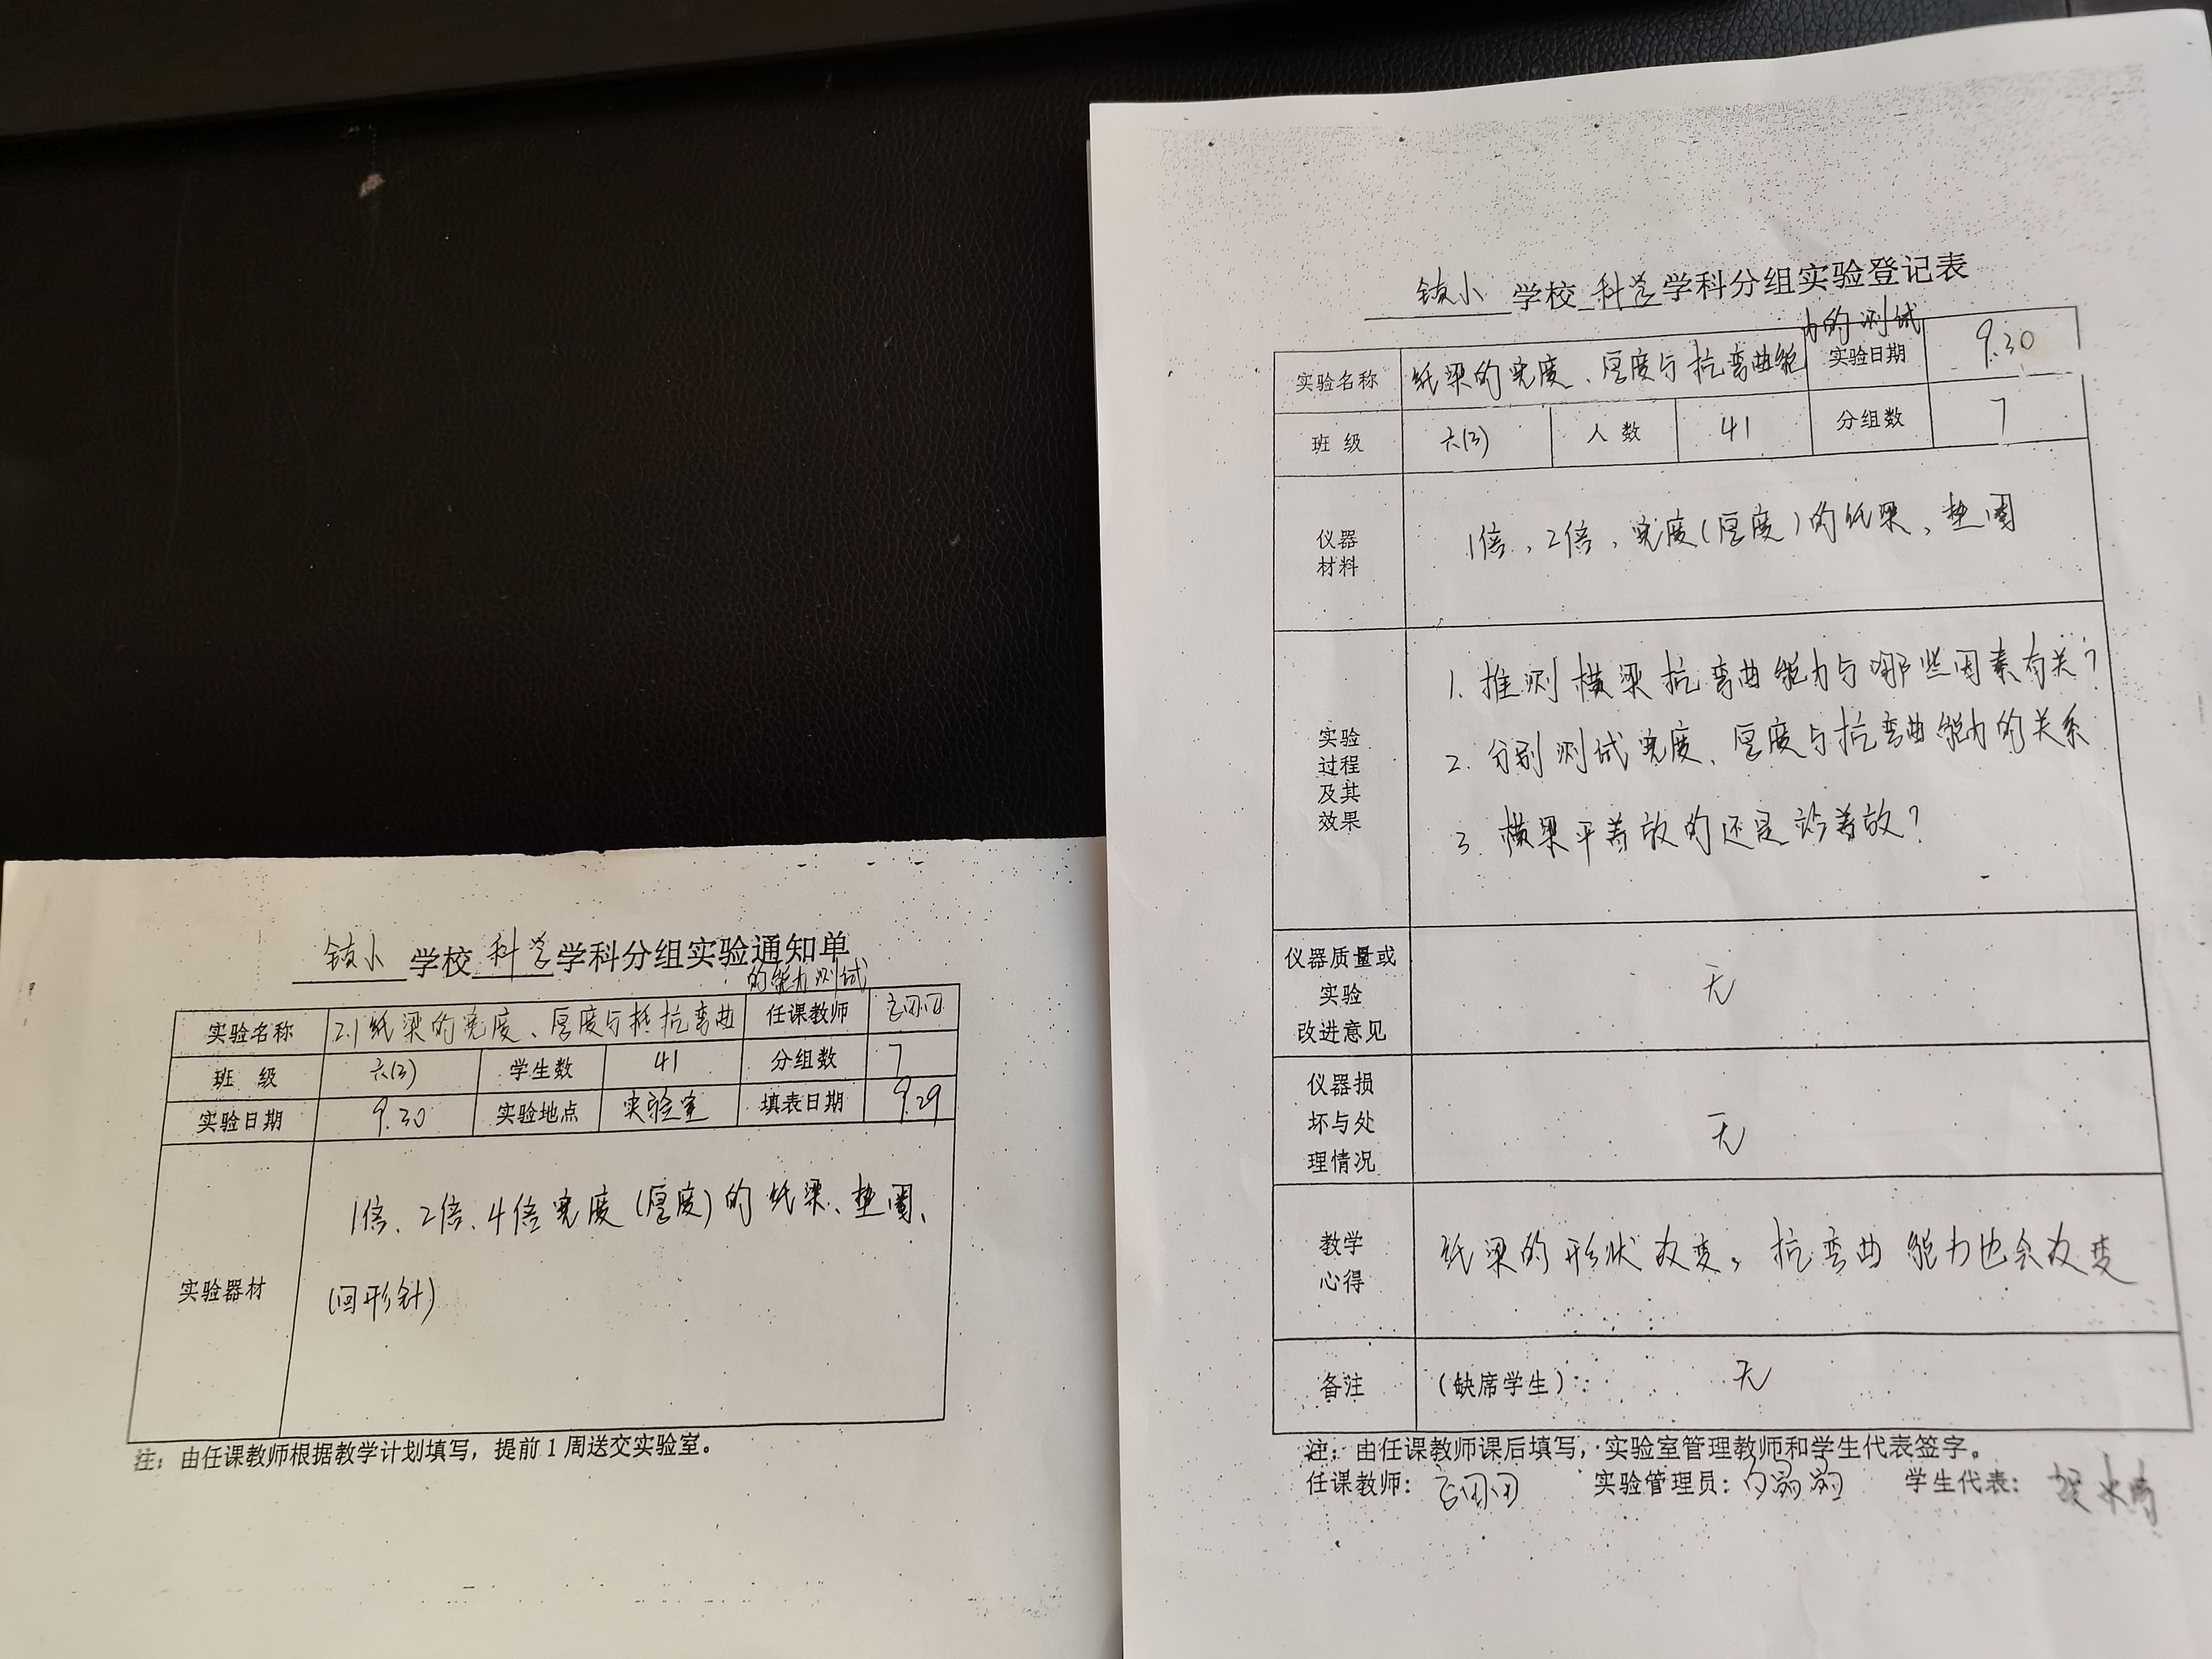 学校 科学 学科分组实验通知单
的能力测试
实验名称 2.1纸梁的宽度、厚度与抵抗弯曲 任课教师
班 级 六(3) 学生数 41 分组数 7
实验日期 9.30 实验地点 实验室 填表日期 9.29
实验器材 1倍、2倍、4倍宽度(厚度)的纸梁、垫圈、
(回形针)
注：由任课教师根据教学计划填写，提前1周送交实验室。
学校 科学 学科分组实验登记表
力的测试
实验名称 纸梁的宽度、厚度与抗弯曲能 实验日期 9.30
班 级 六(3) 人 数 41 分组数 7
仪器
材料
1倍、2倍、宽度(厚度)的纸梁、垫圈
实验
过程
及其
效果
1. 推测横梁抗弯曲能力与哪些因素有关？
2. 分别测试宽度、厚度与抗弯曲能力的关系
3. 横梁平着放的还是 着放？
仪器质量或
实验
改进意见
无
仪器损
坏与处
理情况
无
教学
心得
纸梁的形状改变，抗弯曲能力也会改变
备注 (缺席学生)： 无
注：由任课教师课后填写，实验室管理教师和学生代表签字。
任课教师： 实验管理员： 学生代表：